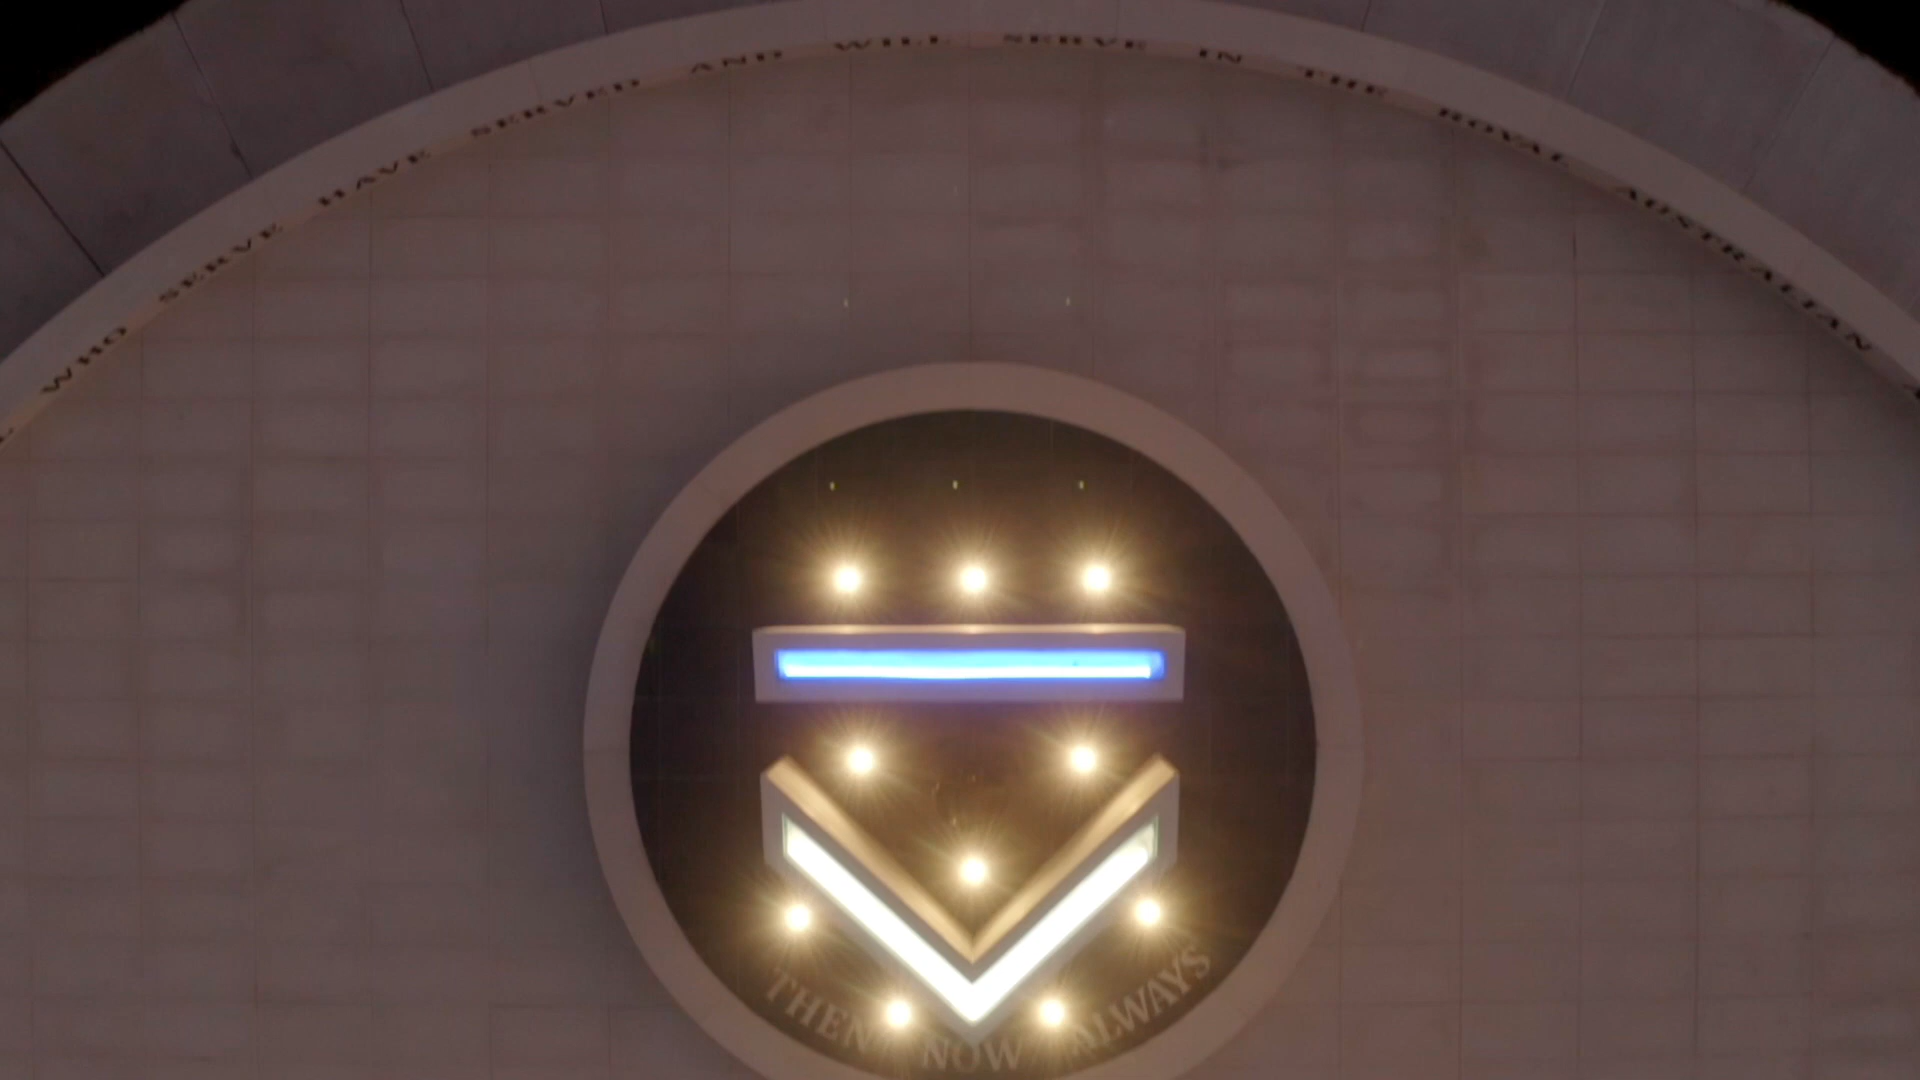 WHO SERVE HAVE SERVED AND WILL SERVE IN THE ROYAL AUSTRALIAN
THEN NOW ALWAYS